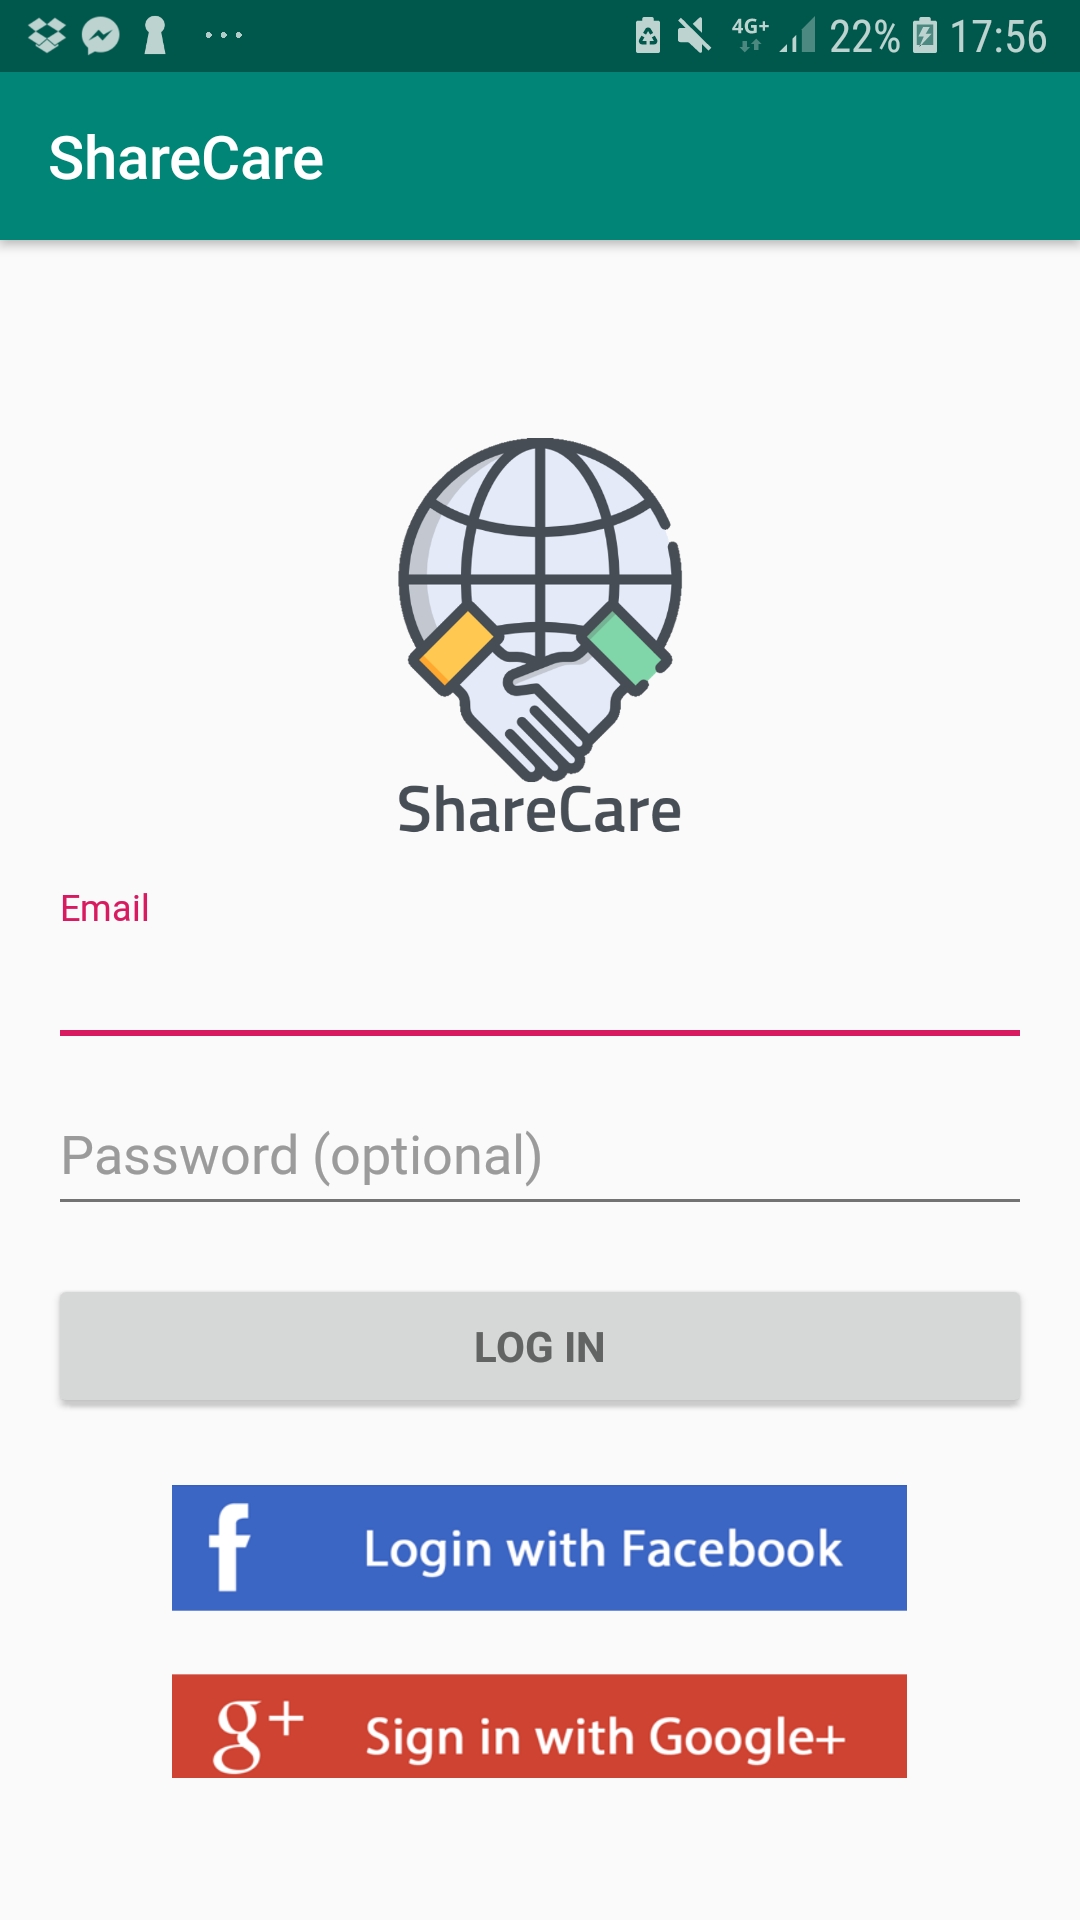 4G+ 22% 17:56
ShareCare
ShareCare
Email
Password (optional)
LOG IN
f Login with Facebook
g+ Sign in with Google+